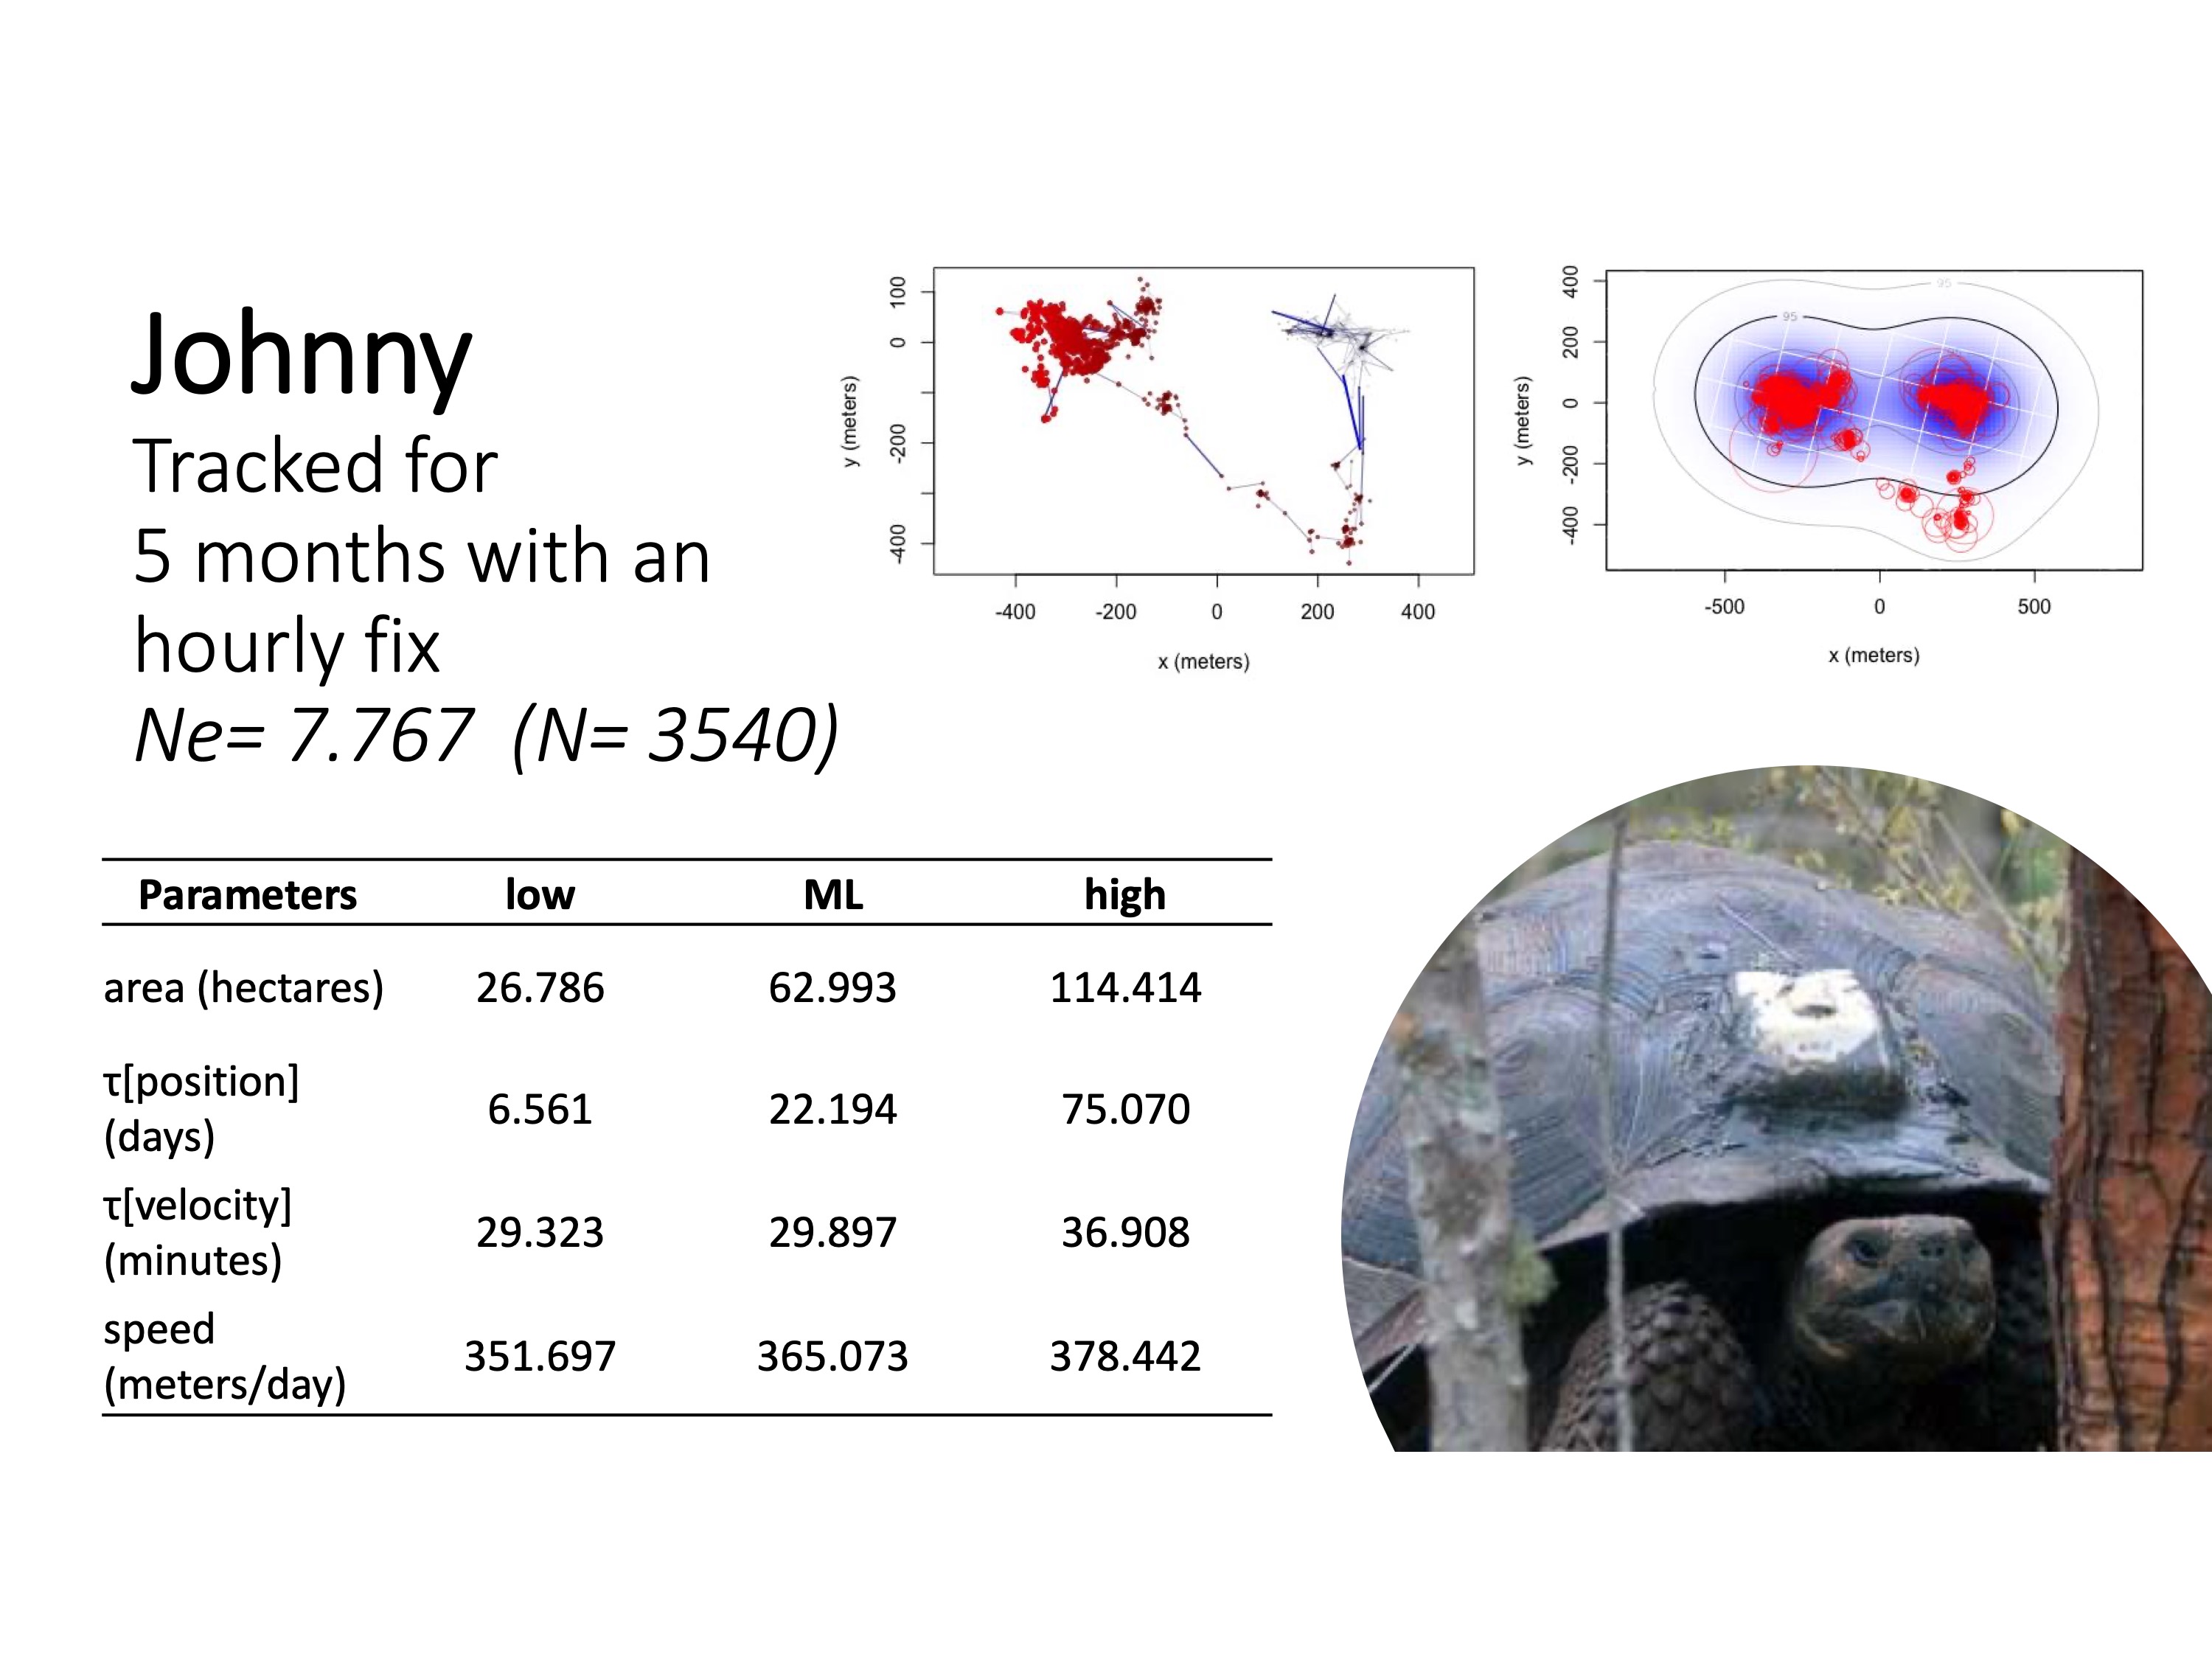 Johnny
Tracked for
5 months with an
hourly fix
Ne= 7.767 (N= 3540)
100
0
-200
-400
y (meters)
-400 -200 0 200 400
x (meters)
400
200
0
-200
-400
y (meters)
95
95
-500 0 500
x (meters)
Parameters low ML high
area (hectares) 26.786 62.993 114.414
τ[position]
(days) 6.561 22.194 75.070
τ[velocity]
(minutes) 29.323 29.897 36.908
speed
(meters/day) 351.697 365.073 378.442